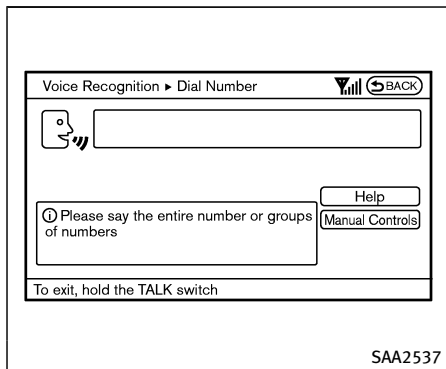 Voice Recognition ▶ Dial Number
BACK
Help
ⓘ Please say the entire number or groups
of numbers
Manual Controls
To exit, hold the TALK switch
SAA2537